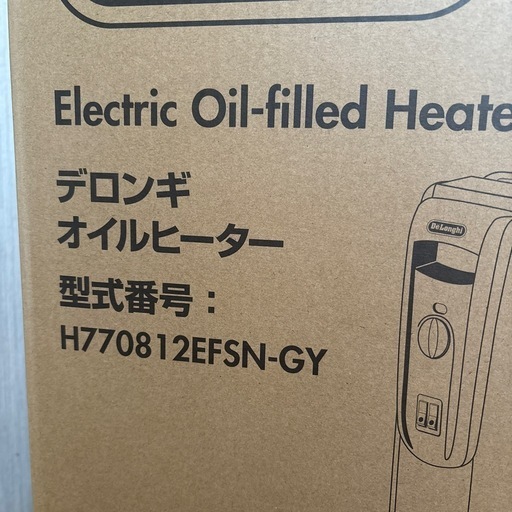 Electric Oil-filled Heate
デロンギ
オイルヒーター
DeLonghi
型式番号：
H770812EFSN-GY